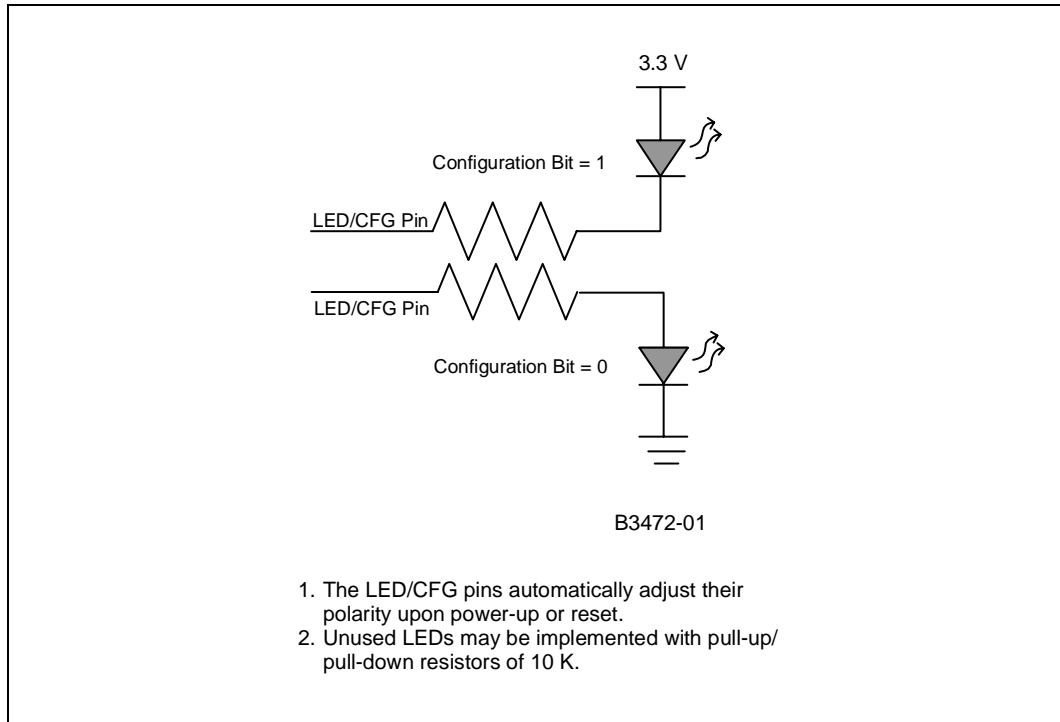 3.3 V
Configuration Bit = 1
LED/CFG Pin
LED/CFG Pin
Configuration Bit = 0
B3472-01
1. The LED/CFG pins automatically adjust their
polarity upon power-up or reset.
2. Unused LEDs may be implemented with pull-up/
pull-down resistors of 10 K.